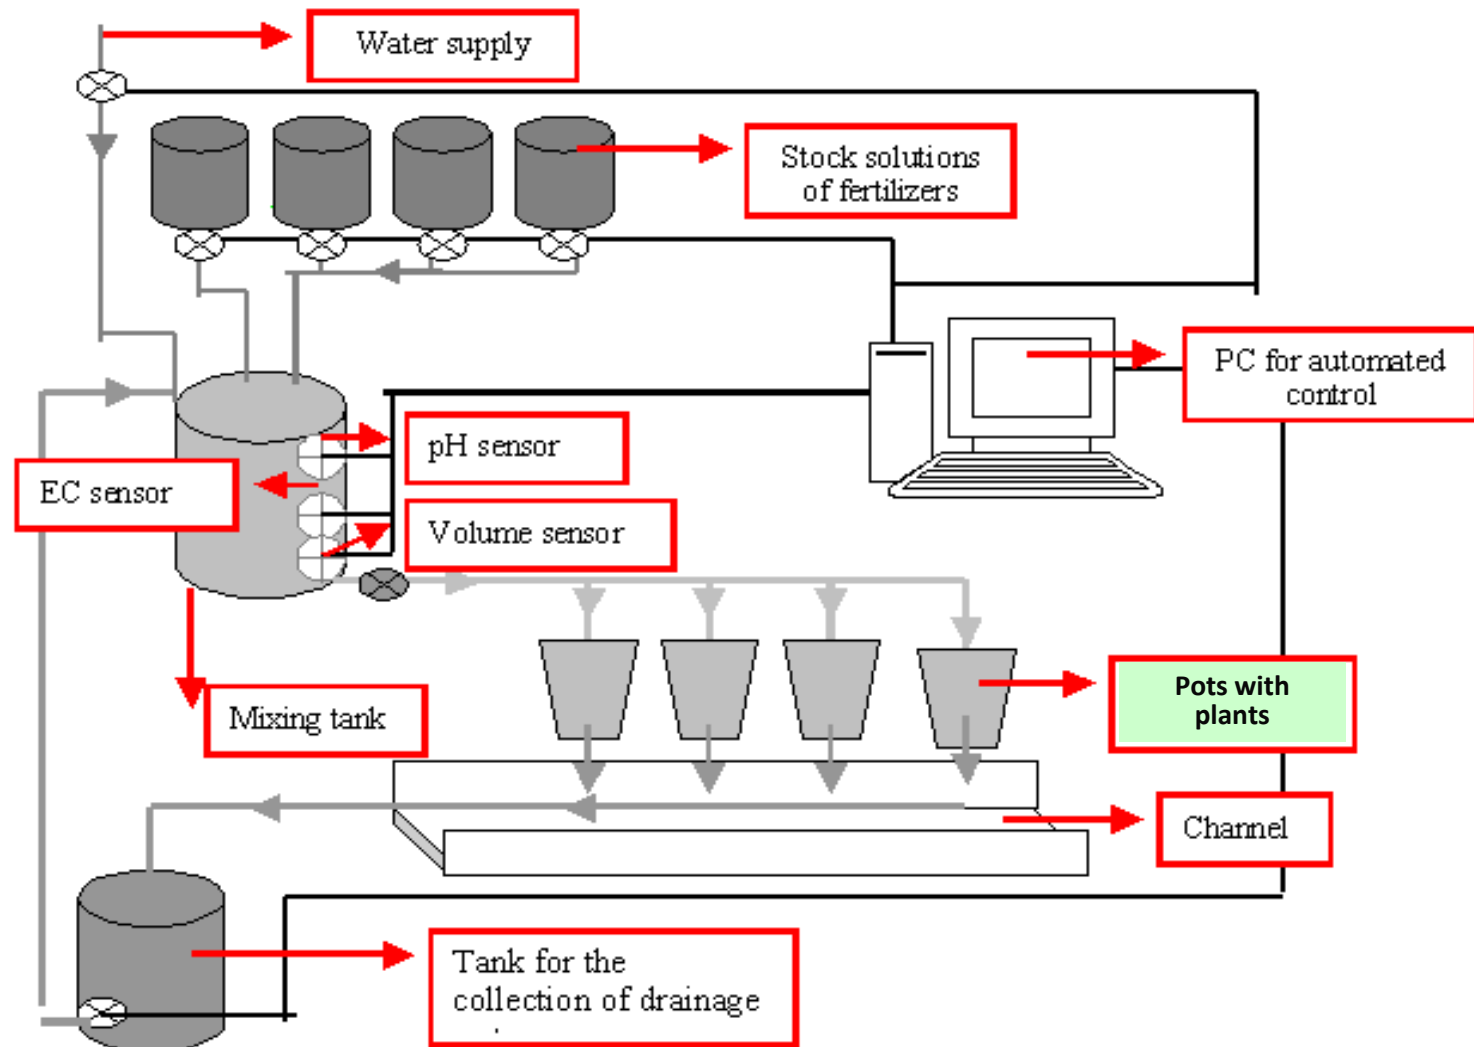 Water supply
Stock solutions
of fertilizers
PC for automated
control
pH sensor
EC sensor
Volume sensor
Pots with
plants
Mixing tank
Channel
Tank for the
collection of drainage